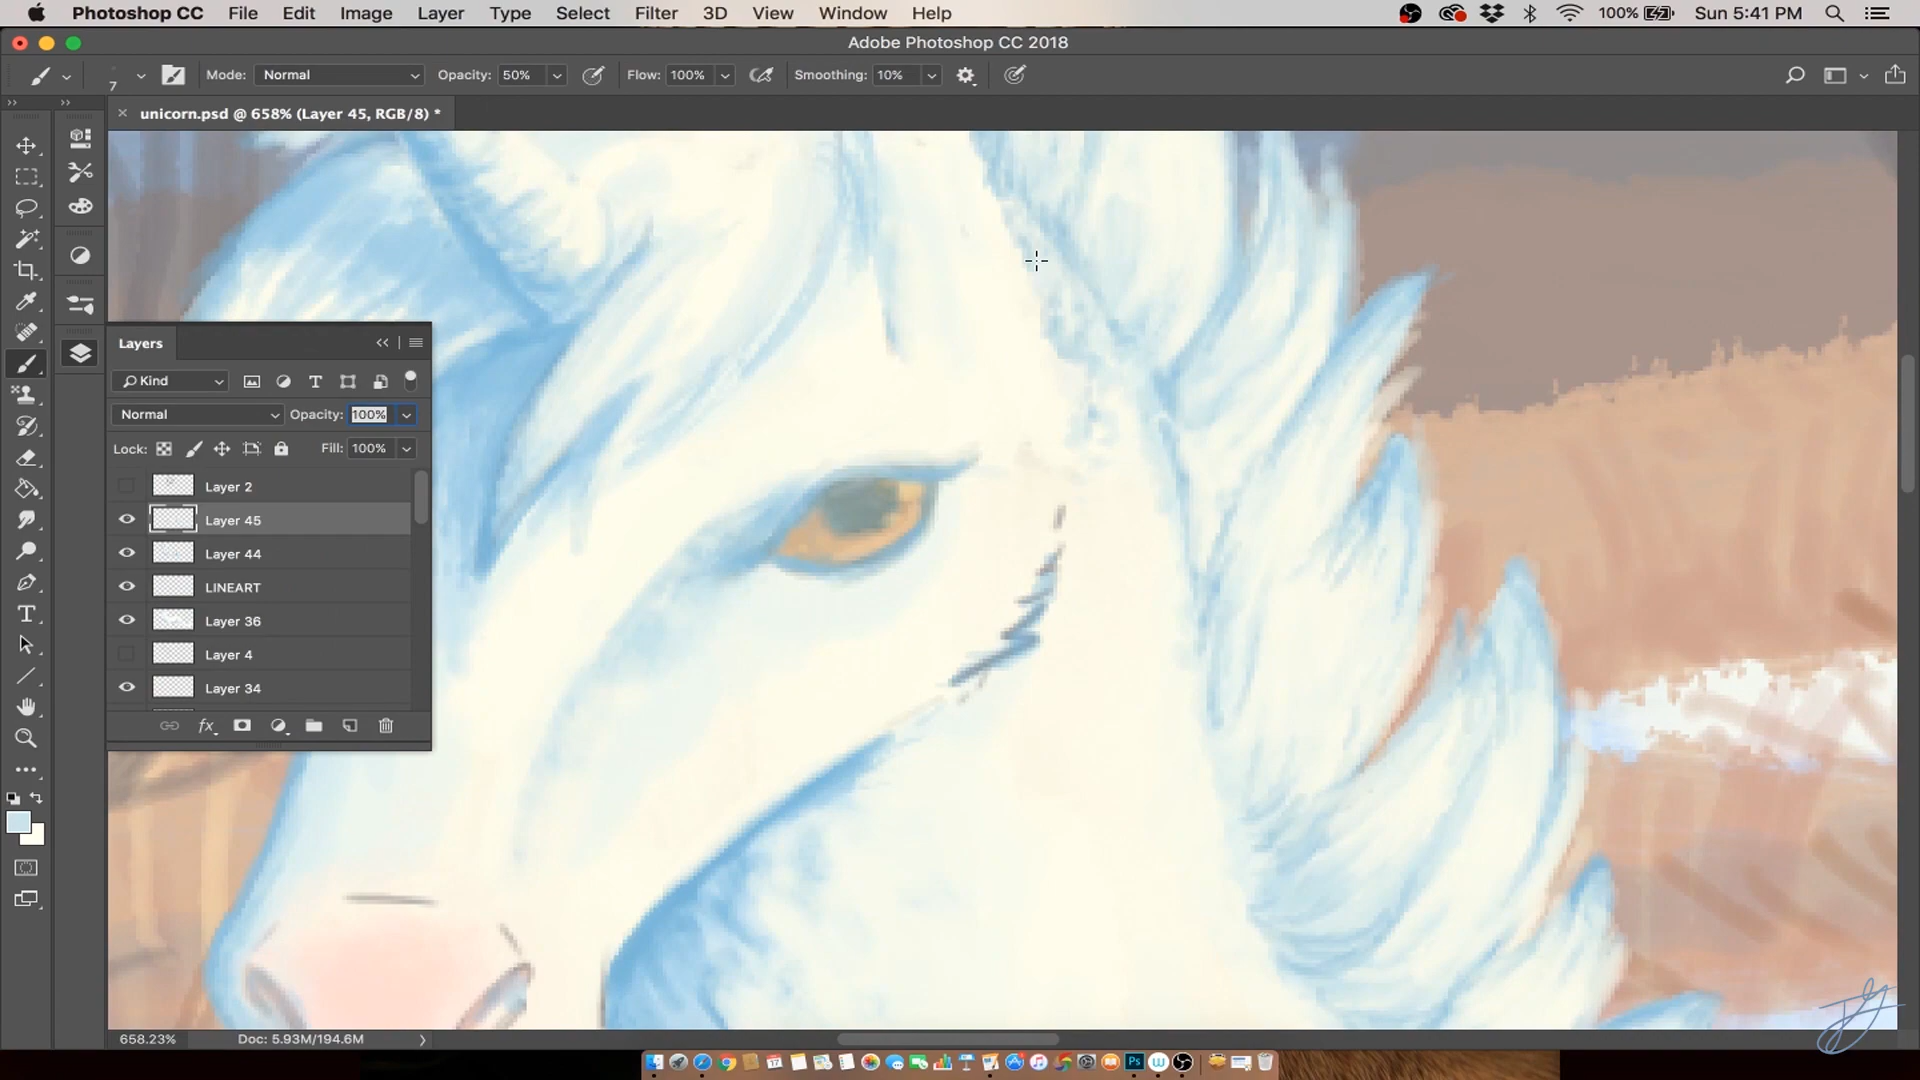 Photoshop CC File Edit Image Layer Type Select Filter 3D View Window Help 100% Sun 5:41 PM
Adobe Photoshop CC 2018
7 Mode: Normal Opacity: 50% Flow: 100% Smoothing: 10%
unicorn.psd @ 658% (Layer 45, RGB/8) *
Layers
Kind
Normal Opacity: 100%
Lock: Fill: 100%
Layer 2
Layer 45
Layer 44
LINEART
Layer 36
Layer 4
Layer 34
658.23% Doc: 5.93M/194.6M